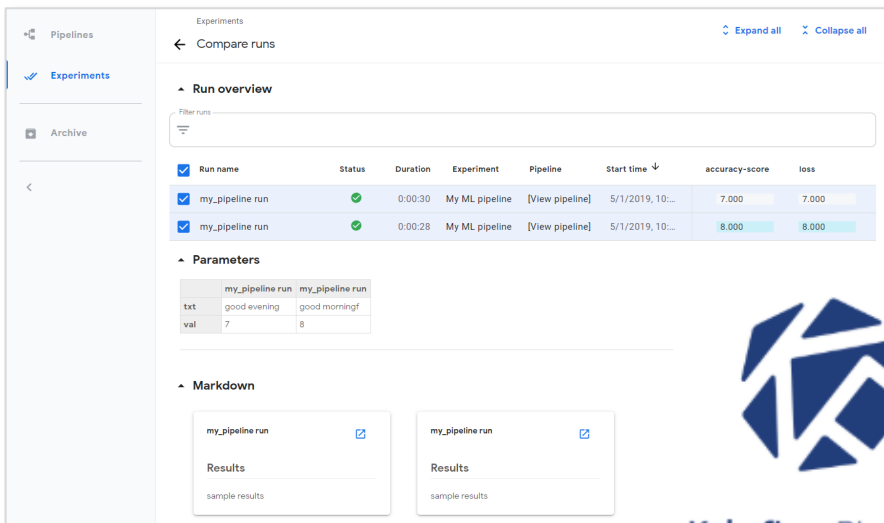 Pipelines
Experiments
Archive
Experiments
Compare runs
Expand all
Collapse all
Run overview
Filter runs
Run name Status Duration Experiment Pipeline Start time accuracy-score loss
my_pipeline run 0:00:30 My ML pipeline [View pipeline] 5/1/2019, 10:... 7.000 7.000
my_pipeline run 0:00:28 My ML pipeline [View pipeline] 5/1/2019, 10:... 8.000 8.000
Parameters
my_pipeline run my_pipeline run
txt good evening good morningf
val 7 8
Markdown
my_pipeline run my_pipeline run
Results Results
sample results sample results